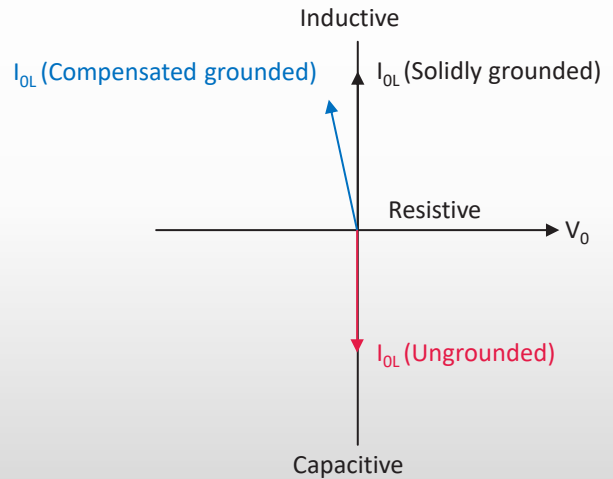 Inductive
I0L (Compensated grounded)
I0L (Solidly grounded)
Resistive
V0
I0L (Ungrounded)
Capacitive